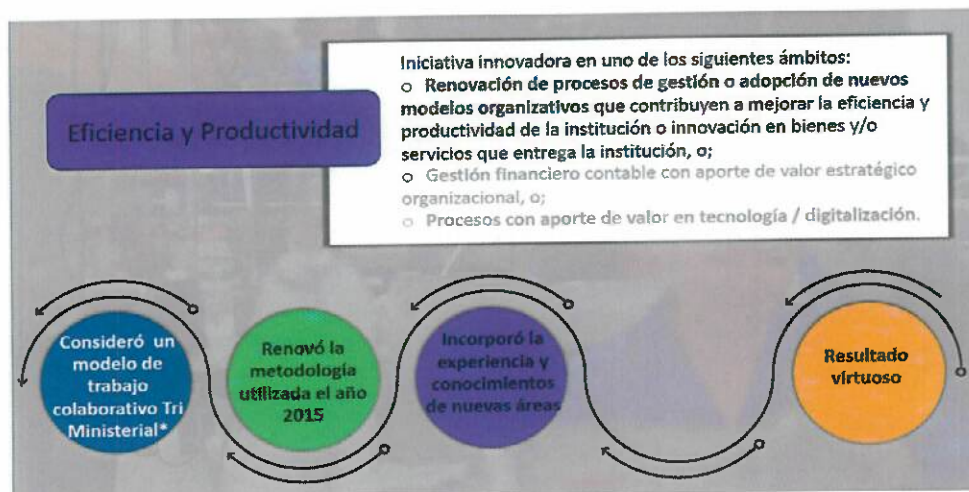 Eficiencia y Productividad
Iniciativa innovadora en uno de los siguientes ámbitos:
o Renovación de procesos de gestión o adopción de nuevos
modelos organizativos que contribuyen a mejorar la eficiencia y
productividad de la institución o innovación en bienes y/o
servicios que entrega la institución, o;
o Gestión financiero contable con aporte de valor estratégico
organizacional, o;
o Procesos con aporte de valor en tecnología / digitalización.
Consideró un
modelo de
trabajo
colaborativo Tri
Ministerial*
Renovó la
metodología
utilizada el año
2015
Incorporó la
experiencia y
conocimientos
de nuevas áreas
Resultado
virtuoso